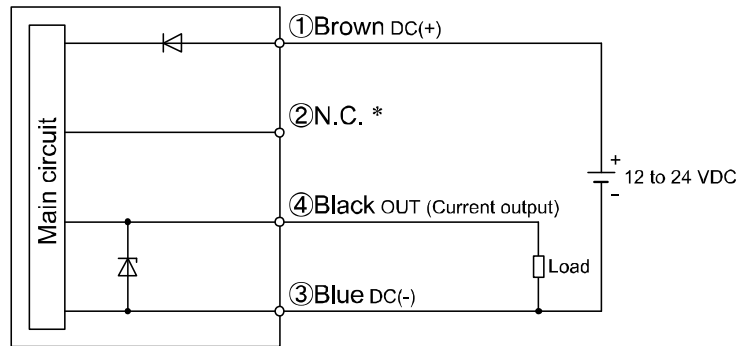 Main circuit
①Brown DC(+)
②N.C. *
④Black OUT (Current output)
③Blue DC(-)
+
12 to 24 VDC
−
Load